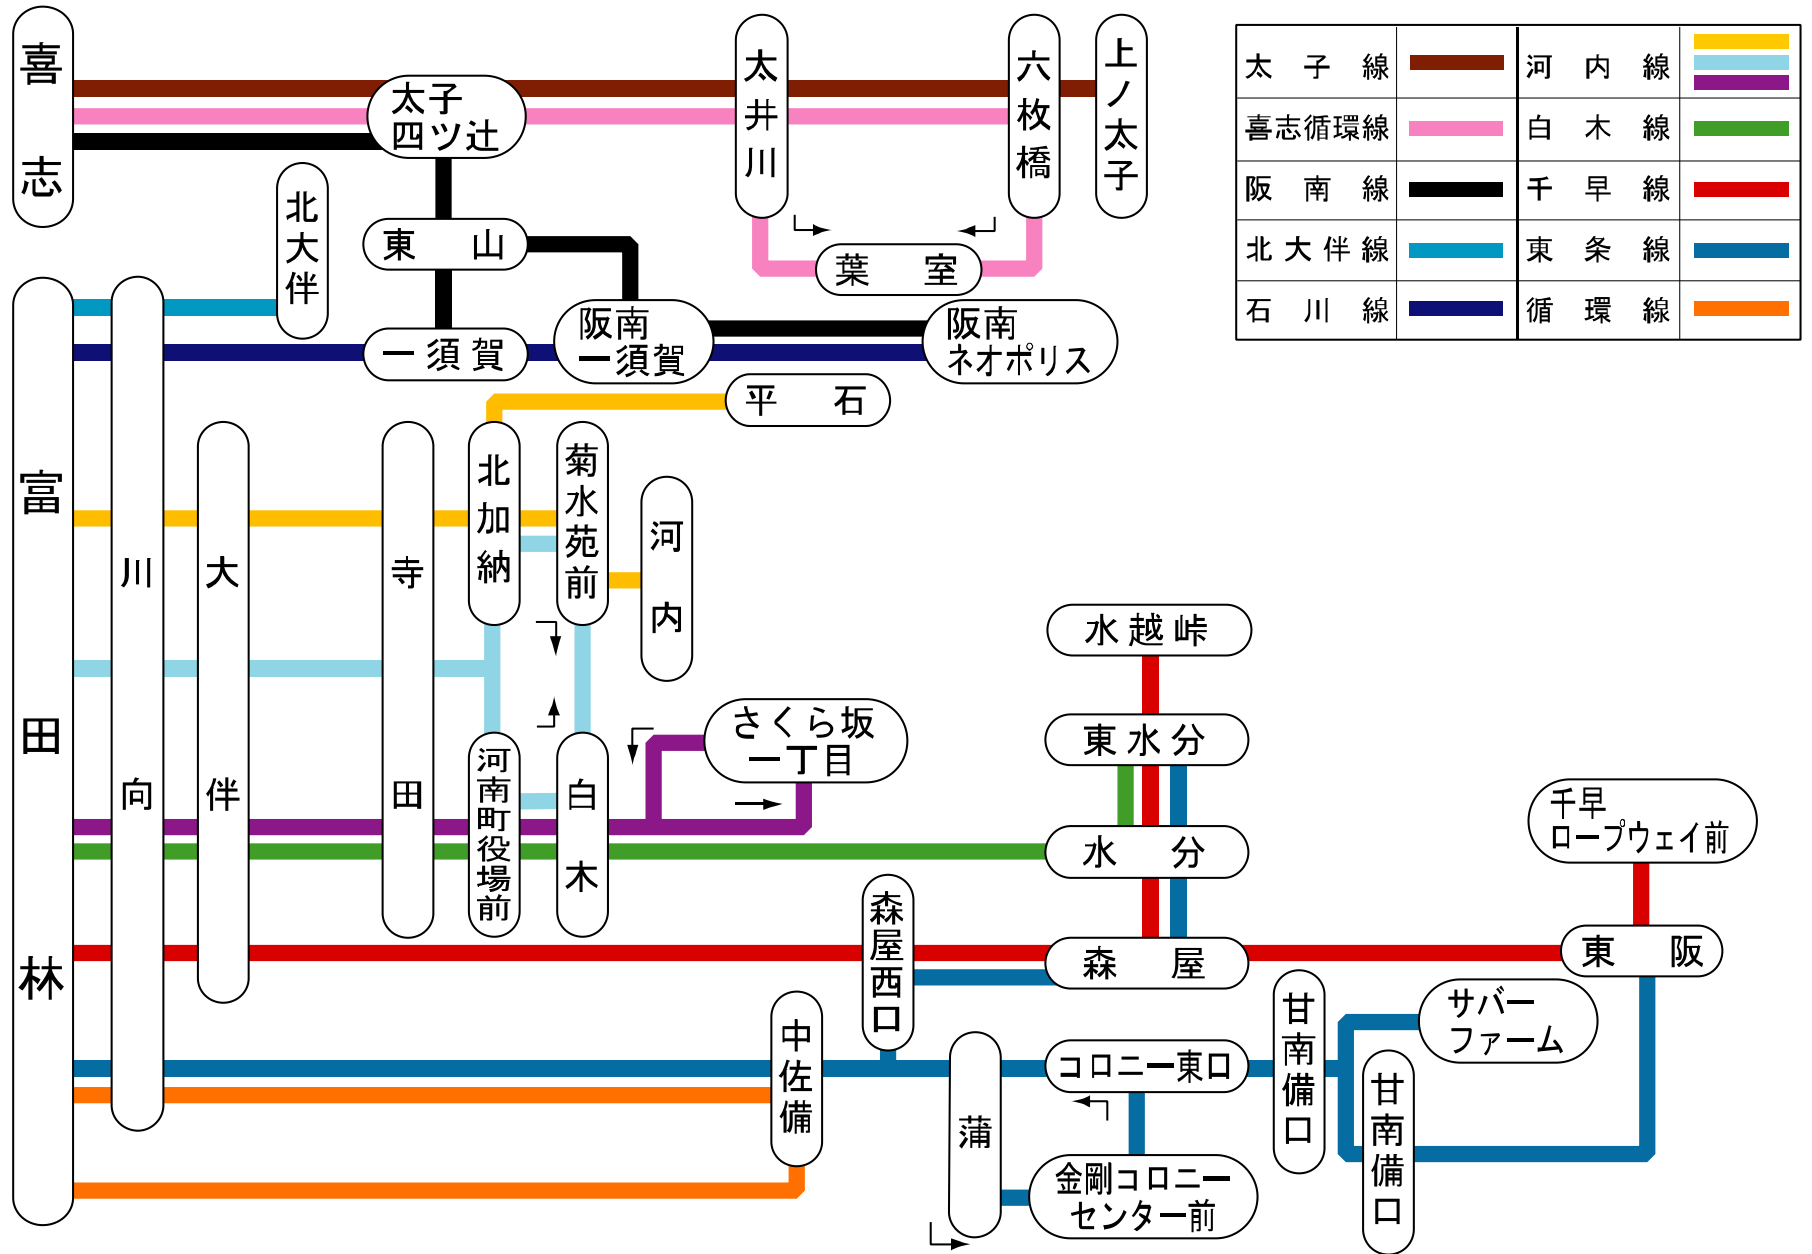 喜志
太子
四ツ辻
太井川
六枚橋
上ノ太子
北大伴
東山
葉室
一須賀
阪南
一須賀
阪南
ネオポリス
平石
富田林
川向
大伴
寺田
北加納
菊水苑前
河内
河南町役場前
白木
さくら坂
一丁目
水越峠
東水分
水分
森屋
森屋西口
千早
ロープウェイ前
東阪
中佐備
蒲
コロニー東口
金剛コロニー
センター前
甘南備口
サバー
ファーム
甘南備口
太子線
河内線
喜志循環線
白木線
阪南線
千早線
北大伴線
東条線
石川線
循環線